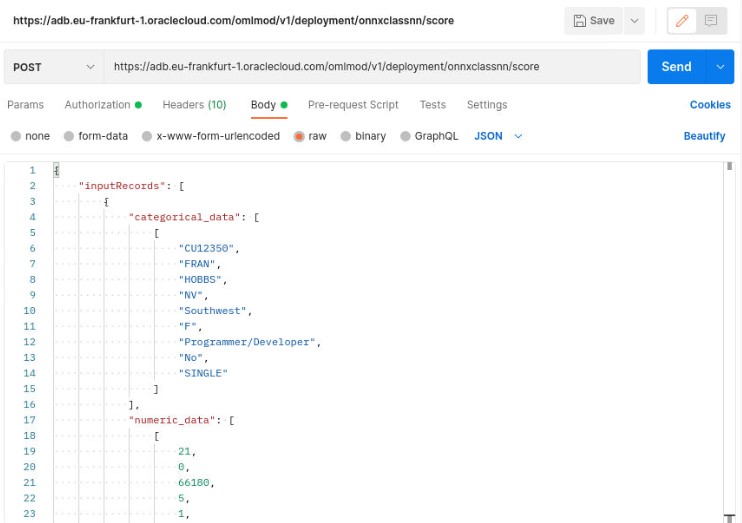 https://adb.eu-frankfurt-1.oraclecloud.com/omlmod/v1/deployment/onnxclassnn/score Save
POST https://adb.eu-frankfurt-1.oraclecloud.com/omlmod/v1/deployment/onnxclassnn/score Send
Params Authorization Headers (10) Body Pre-request Script Tests Settings Cookies
none form-data x-www-form-urlencoded raw binary GraphQL JSON Beautify
1 {
2 "inputRecords": [
3 {
4 "categorical_data": [
5 [
6 "CU12350",
7 "FRAN",
8 "HOBBS",
9 "NV",
10 "Southwest",
11 "F",
12 "Programmer/Developer",
13 "No",
14 "SINGLE"
15 ]
16 ],
17 "numeric_data": [
18 [
19 21,
20 0,
21 66180,
22 5,
23 1,